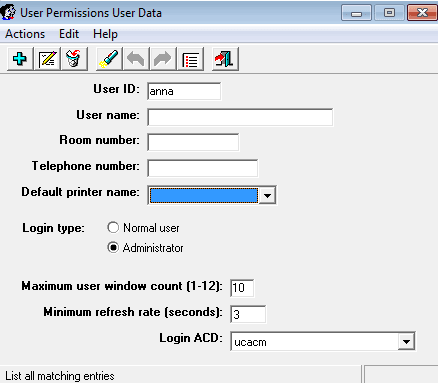 User Permissions User Data
Actions Edit Help
User ID: anna
User name:
Room number:
Telephone number:
Default printer name:
Login type: Normal user
Administrator
Maximum user window count (1-12): 10
Minimum refresh rate (seconds): 3
Login ACD: ucacm
List all matching entries